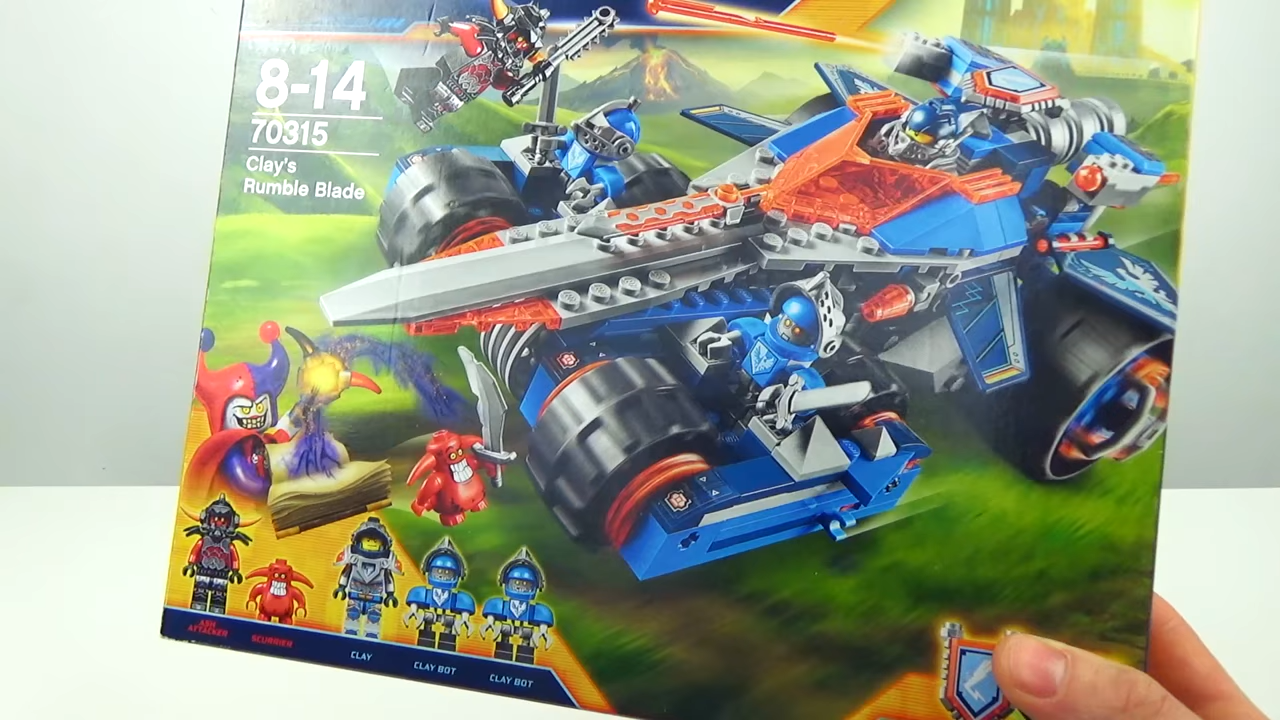 8-14
70315
Clay's
Rumble Blade
ASH
ATTACKER
SCURRIER
CLAY
CLAY BOT
CLAY BOT